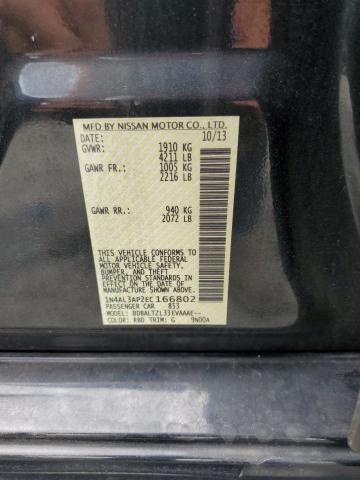 MFD BY NISSAN MOTOR CO., LTD.
DATE: 10/13
GVWR: 1910 KG
4211 LB
GAWR FR.: 1005 KG
2216 LB
GAWR RR.: 940 KG
2072 LB
THIS VEHICLE CONFORMS TO
ALL APPLICABLE FEDERAL
MOTOR VEHICLE SAFETY,
BUMPER, AND THEFT
PREVENTION STANDARDS
IN EFFECT ON THE DATE OF
MANUFACTURE SHOWN ABOVE.
1N4AL3AP2EC166802
PASSENGER CAR 853
MODEL: BDBALTZL33EVAAAE--
COLOR: RBD TRIM: G 9N00A